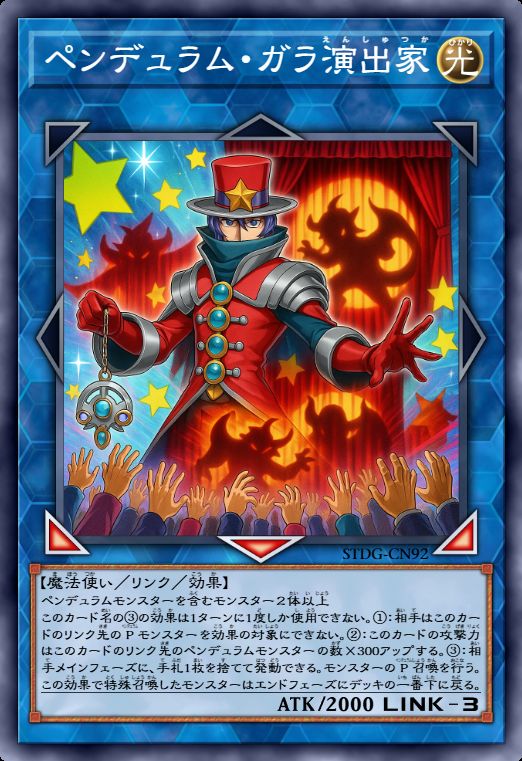 ペンデュラム・ガラ演出家
光
STDG-CN92
【魔法使い／リンク／効果】
ペンデュラムモンスターを含むモンスター２体以上
このカード名の③の効果は1ターンに1度しか使用できない。①：相手はこのカー
ドのリンク先のＰモンスターを効果の対象にできない。②：このカードの攻撃力
はこのカードのリンク先のペンデュラムモンスターの数×300アップする。③：相
手メインフェーズに、手札1枚を捨てて発動できる。モンスターのＰ召喚を行う。
この効果で特殊召喚したモンスターはエンドフェーズにデッキの一番下に戻る。
ATK/2000 LINK-3